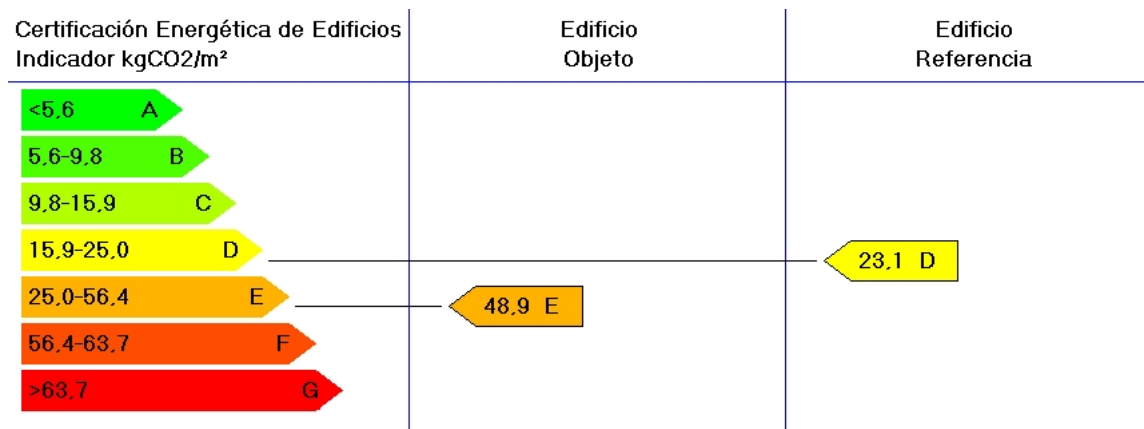 Certificación Energética de Edificios
Indicador kgCO2/m²
Edificio
Objeto
Edificio
Referencia
<5,6 A
5,6-9,8 B
9,8-15,9 C
15,9-25,0 D
23,1 D
25,0-56,4 E
48,9 E
56,4-63,7 F
>63,7 G